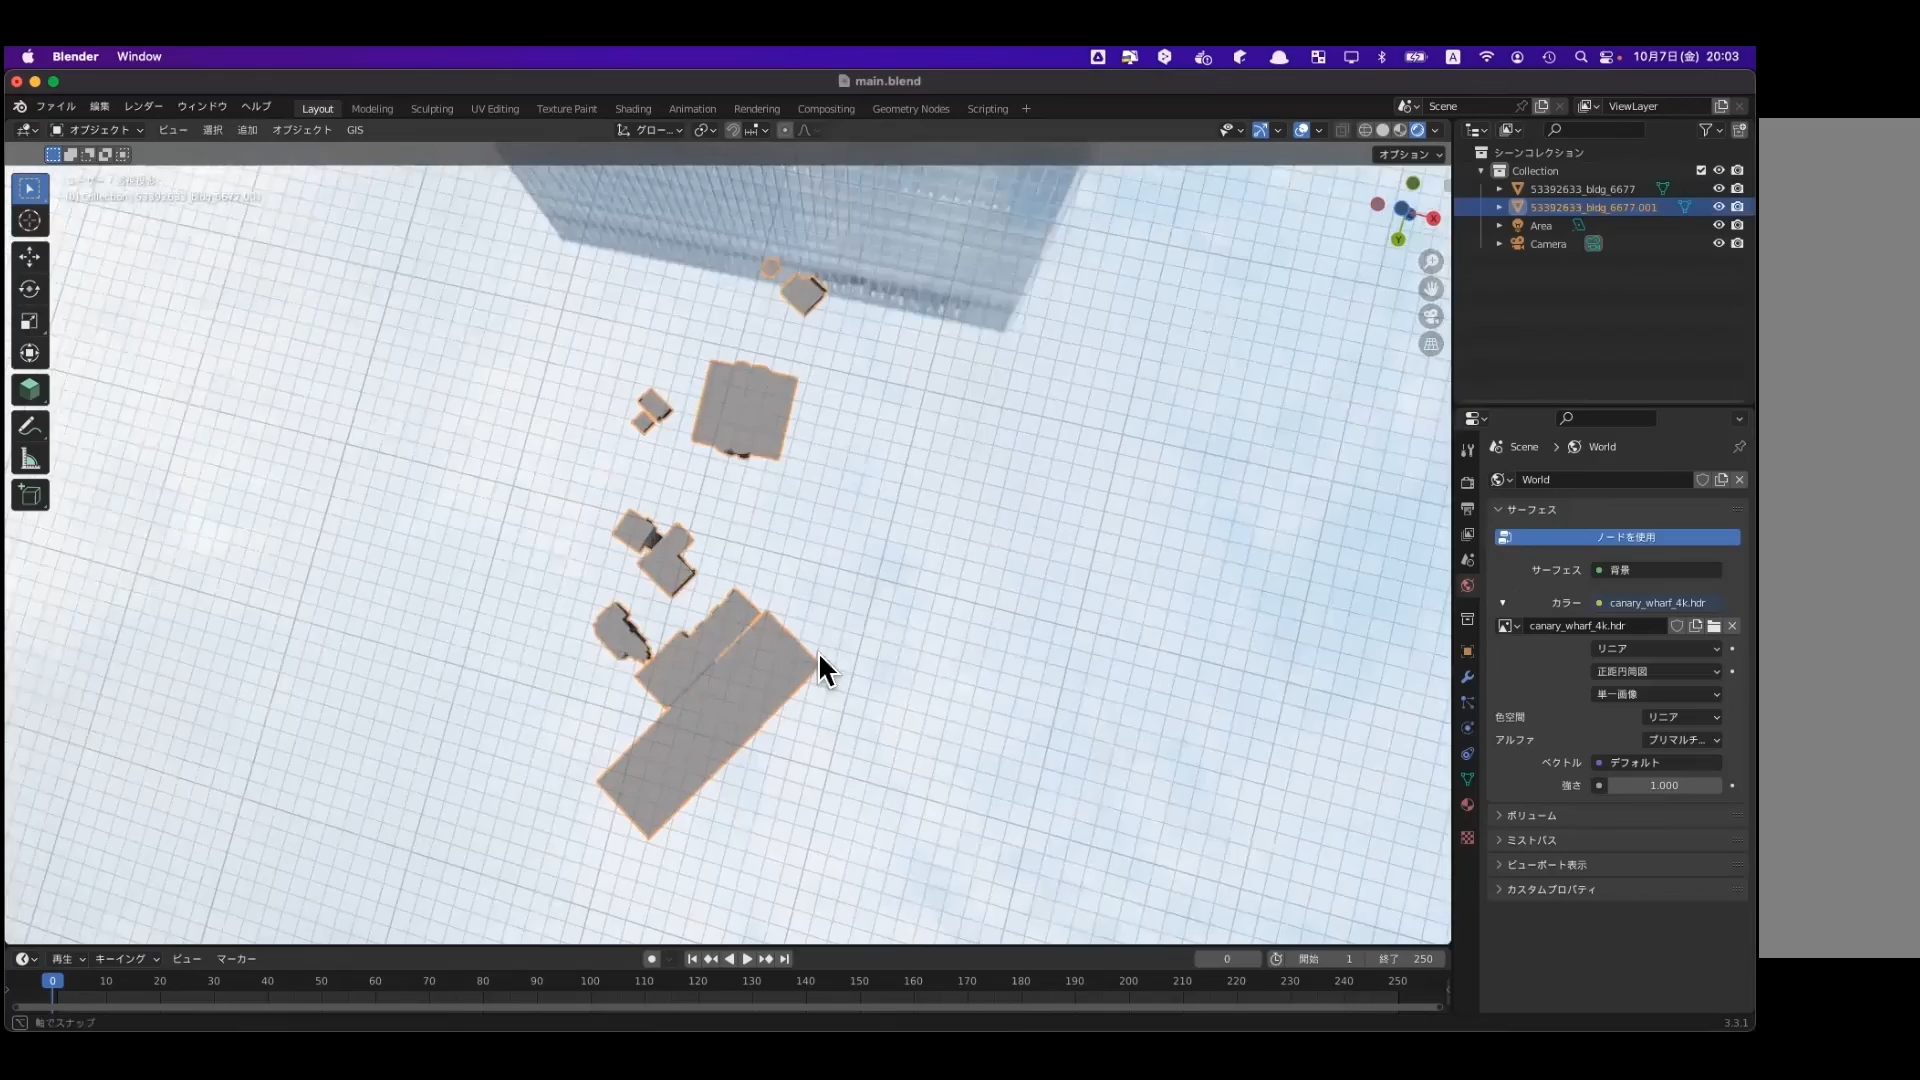 Blender Window
A 10月7日(金) 20:03
main.blend
ファイル 編集 レンダー ウィンドウ ヘルプ Layout Modeling Sculpting UV Editing Texture Paint Shading Animation Rendering Compositing Geometry Nodes Scripting + Scene ViewLayer
オブジェクト ビュー 選択 追加 オブジェクト GIS グロー...
オプション
シーンコレクション
Collection
53392633_bldg_6677
53392633_bldg_6677.001
Area
Camera
X
Y
Scene > World
World
サーフェス
ノードを使用
サーフェス 背景
カラー canary_wharf_4k.hdr
canary_wharf_4k.hdr
リニア
正距円筒図
単一画像
色空間 リニア
アルファ プリマルチ...
ベクトル デフォルト
強さ 1.000
ボリューム
ミストパス
ビューポート表示
カスタムプロパティ
再生 キーイング ビュー マーカー 0 開始 1 終了 250
0 10 20 30 40 50 60 70 80 90 100 110 120 130 140 150 160 170 180 190 200 210 220 230 240 250
軸でスナップ
3.3.1